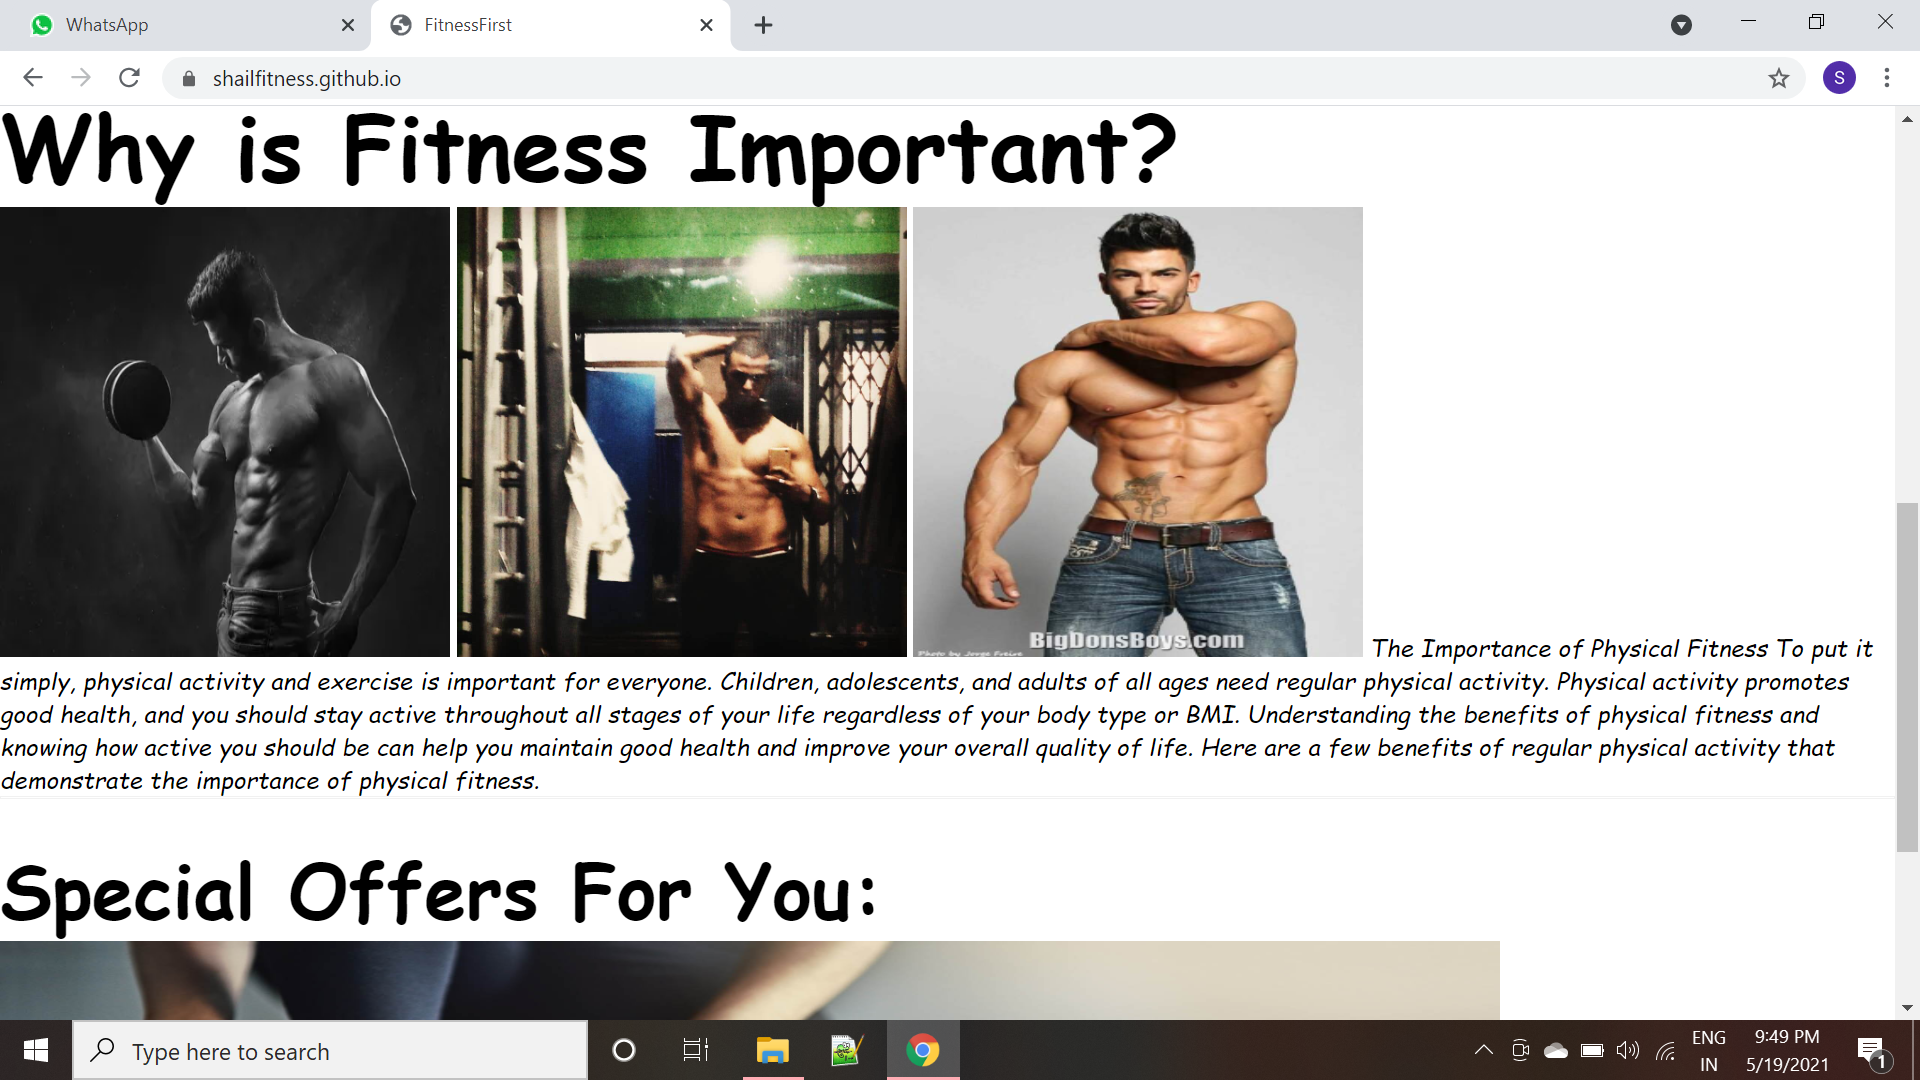 WhatsApp
FitnessFirst
shailfitness.github.io
S
Why is Fitness Important?
BigDonsBoys.com
Photo by Jorge Freire
The Importance of Physical Fitness To put it
simply, physical activity and exercise is important for everyone. Children, adolescents, and adults of all ages need regular physical activity. Physical activity promotes
good health, and you should stay active throughout all stages of your life regardless of your body type or BMI. Understanding the benefits of physical fitness and
knowing how active you should be can help you maintain good health and improve your overall quality of life. Here are a few benefits of regular physical activity that
demonstrate the importance of physical fitness.
Special Offers For You:
Type here to search
ENG
IN
9:49 PM
5/19/2021
1